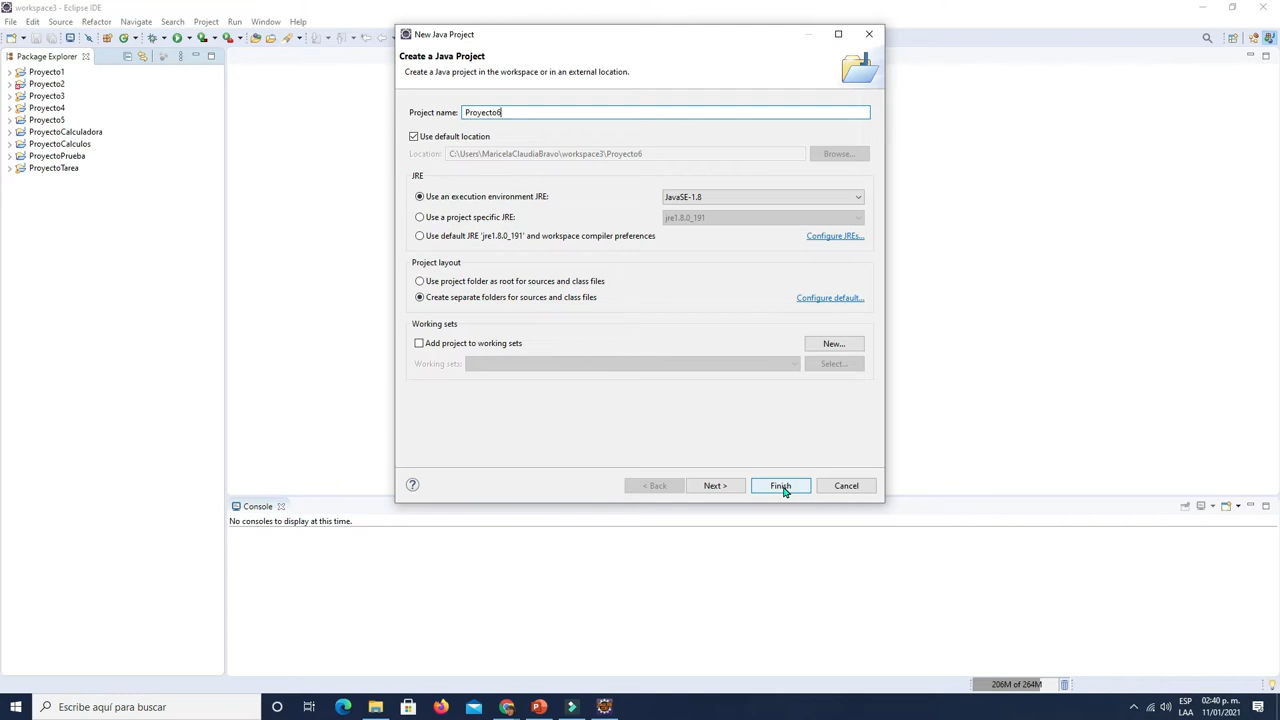 workspace3 - Eclipse IDE
File Edit Source Refactor Navigate Search Project Run Window Help
Package Explorer
Proyecto1
Proyecto2
Proyecto3
Proyecto4
Proyecto5
ProyectoCalculadora
ProyectoCalculos
ProyectoPrueba
ProyectoTarea
New Java Project
Create a Java Project
Create a Java project in the workspace or in an external location.
Project name: Proyecto6
Use default location
Location: C:\Users\MaricelaClaudiaBravo\workspace3\Proyecto6 Browse...
JRE
Use an execution environment JRE: JavaSE-1.8
Use a project specific JRE: jre1.8.0_191
Use default JRE 'jre1.8.0_191' and workspace compiler preferences Configure JREs...
Project layout
Use project folder as root for sources and class files
Create separate folders for sources and class files Configure default...
Working sets
Add project to working sets New...
Working sets: Select...
< Back Next > Finish Cancel
Console
No consoles to display at this time.
206M of 264M
Escribe aquí para buscar
ESP 02:40 p. m.
LAA 11/01/2021